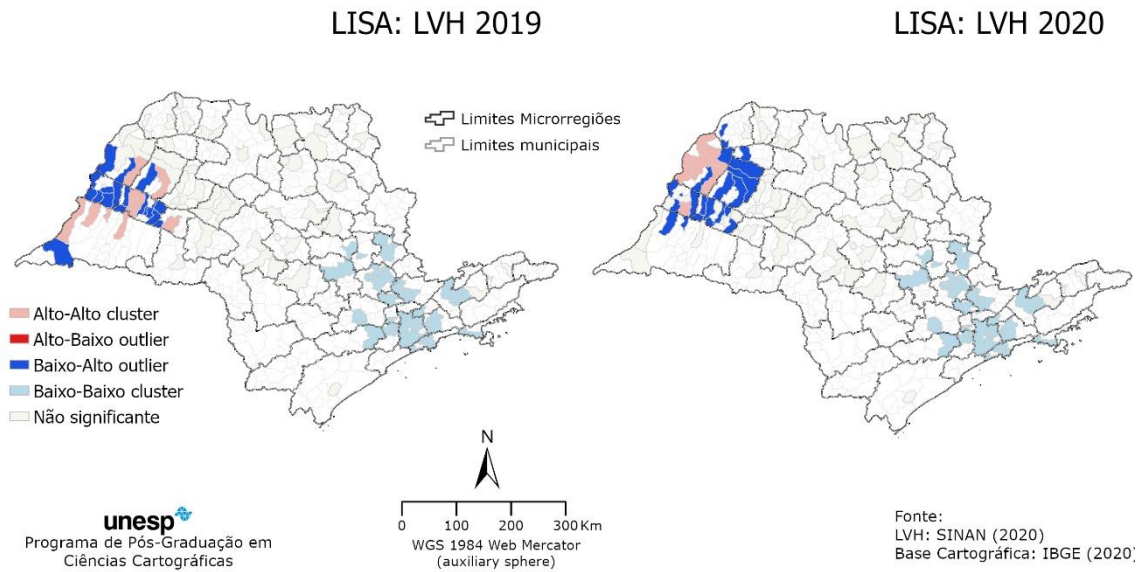 LISA: LVH 2019
LISA: LVH 2020
Limites Microrregiões
Limites municipais
Alto-Alto cluster
Alto-Baixo outlier
Baixo-Alto outlier
Baixo-Baixo cluster
Não significante
N
0 100 200 300 Km
WGS 1984 Web Mercator
(auxiliary sphere)
unesp
Programa de Pós-Graduação em
Ciências Cartográficas
Fonte:
LVH: SINAN (2020)
Base Cartográfica: IBGE (2020)